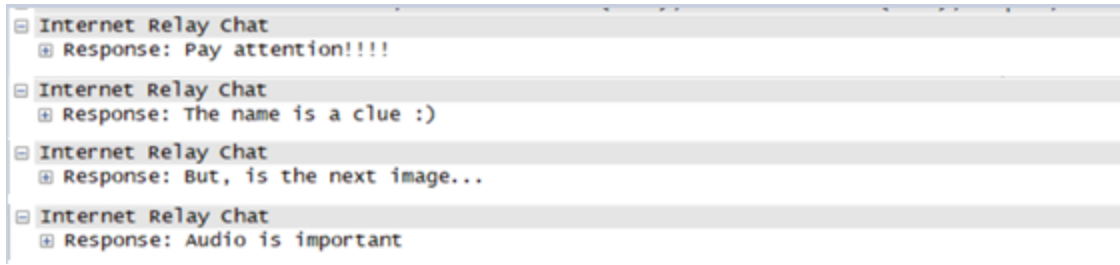 Internet Relay Chat
Response: Pay attention!!!!
Internet Relay Chat
Response: The name is a clue :)
Internet Relay Chat
Response: But, is the next image...
Internet Relay Chat
Response: Audio is important